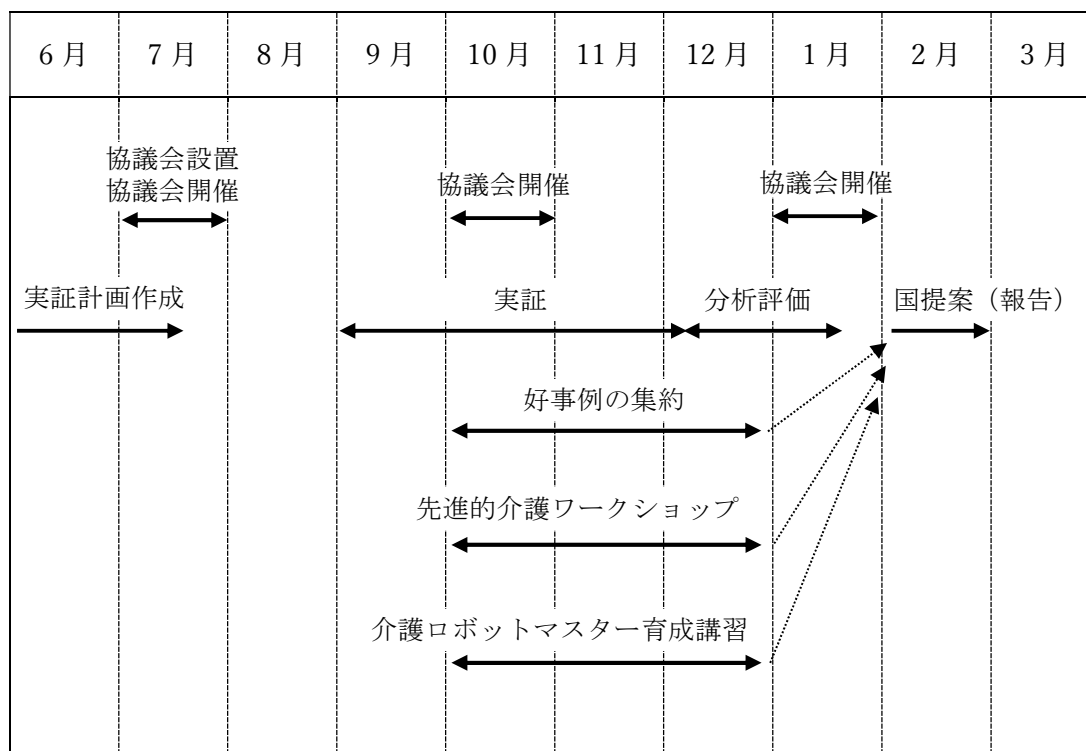 6月 7月 8月 9月 10月 11月 12月 1月 2月 3月
協議会設置
協議会開催
協議会開催
協議会開催
実証計画作成
実証
分析評価
国提案（報告）
好事例の集約
先進的介護ワークショップ
介護ロボットマスター育成講習